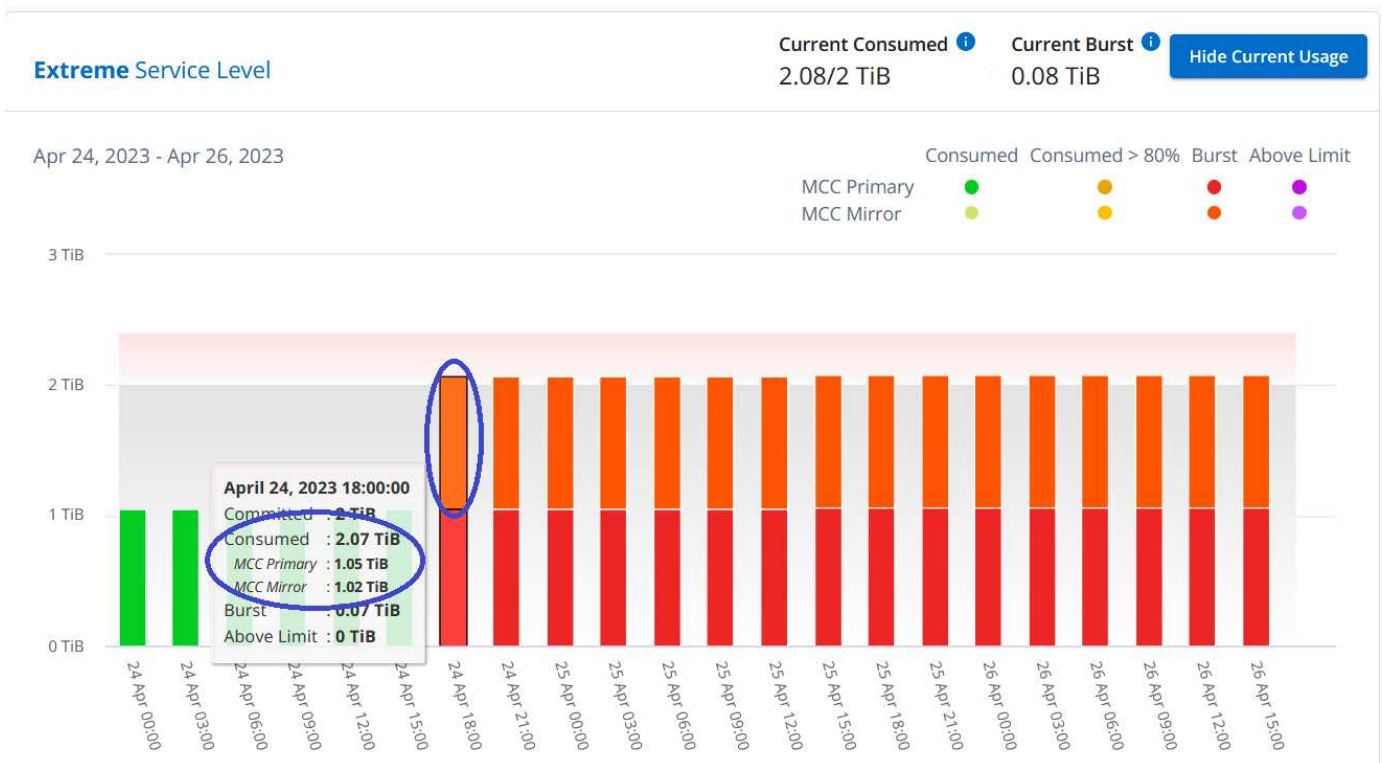 Extreme Service Level
Current Consumed i
2.08/2 TiB
Current Burst i
0.08 TiB
Hide Current Usage
Apr 24, 2023 - Apr 26, 2023
Consumed Consumed > 80% Burst Above Limit
MCC Primary
MCC Mirror
3 TiB
2 TiB
1 TiB
0 TiB
April 24, 2023 18:00:00
Committed : 2 TiB
Consumed : 2.07 TiB
MCC Primary : 1.05 TiB
MCC Mirror : 1.02 TiB
Burst : 0.07 TiB
Above Limit : 0 TiB
24 Apr 00:00
24 Apr 03:00
24 Apr 06:00
24 Apr 09:00
24 Apr 12:00
24 Apr 15:00
24 Apr 18:00
24 Apr 21:00
25 Apr 00:00
25 Apr 03:00
25 Apr 06:00
25 Apr 09:00
25 Apr 12:00
25 Apr 15:00
25 Apr 18:00
25 Apr 21:00
26 Apr 00:00
26 Apr 03:00
26 Apr 06:00
26 Apr 09:00
26 Apr 12:00
26 Apr 15:00